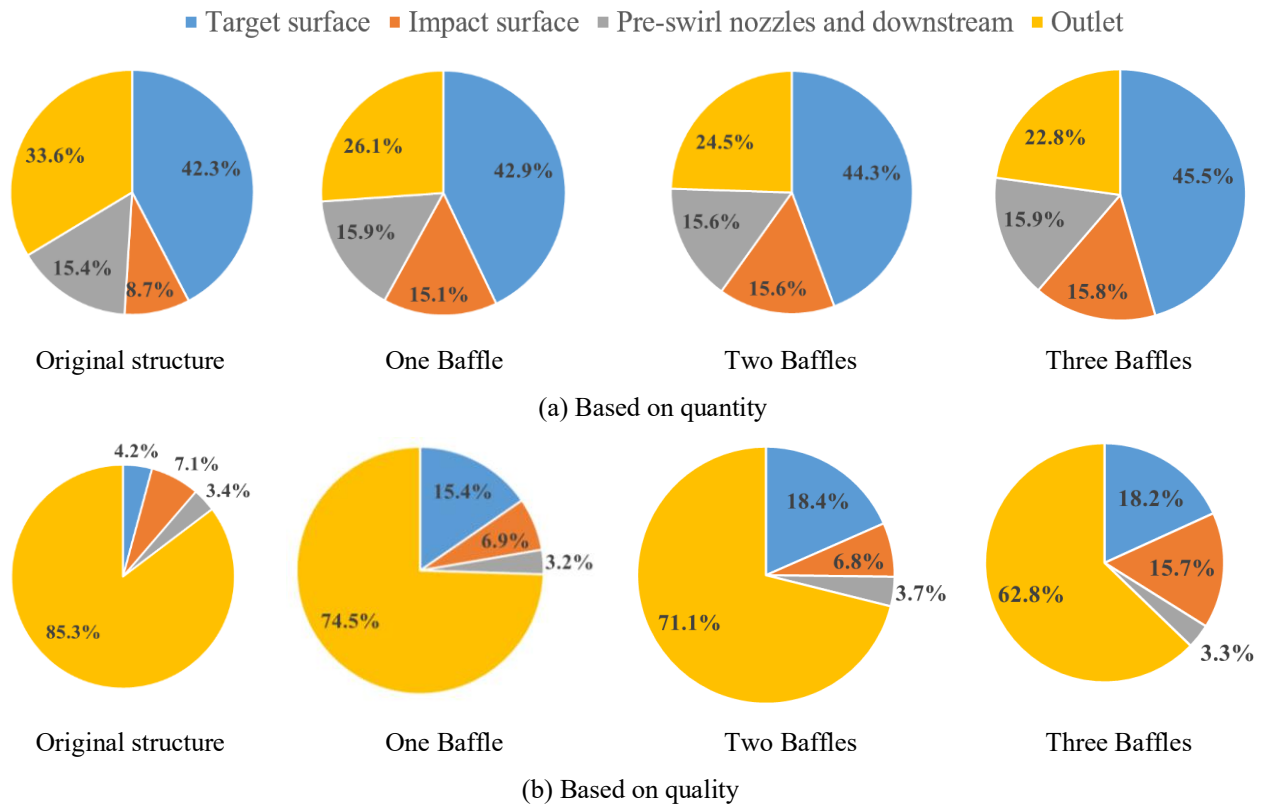 Target surface Impact surface Pre-swirl nozzles and downstream Outlet
33.6% 42.3% 15.4% 8.7%
26.1% 42.9% 15.9% 15.1%
24.5% 44.3% 15.6% 15.6%
22.8% 45.5% 15.9% 15.8%
Original structure One Baffle Two Baffles Three Baffles
(a) Based on quantity
4.2% 7.1% 3.4% 85.3%
15.4% 6.9% 3.2% 74.5%
18.4% 6.8% 3.7% 71.1%
18.2% 15.7% 62.8% 3.3%
Original structure One Baffle Two Baffles Three Baffles
(b) Based on quality